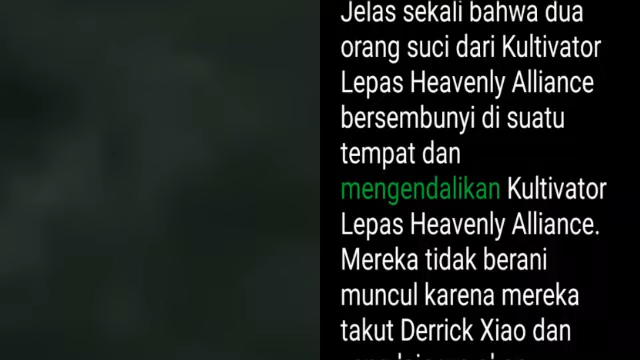 Jelas sekali bahwa dua
orang suci dari Kultivator
Lepas Heavenly Alliance
bersembunyi di suatu
tempat dan
mengendalikan Kultivator
Lepas Heavenly Alliance.
Mereka tidak berani
muncul karena mereka
takut Derrick Xiao dan